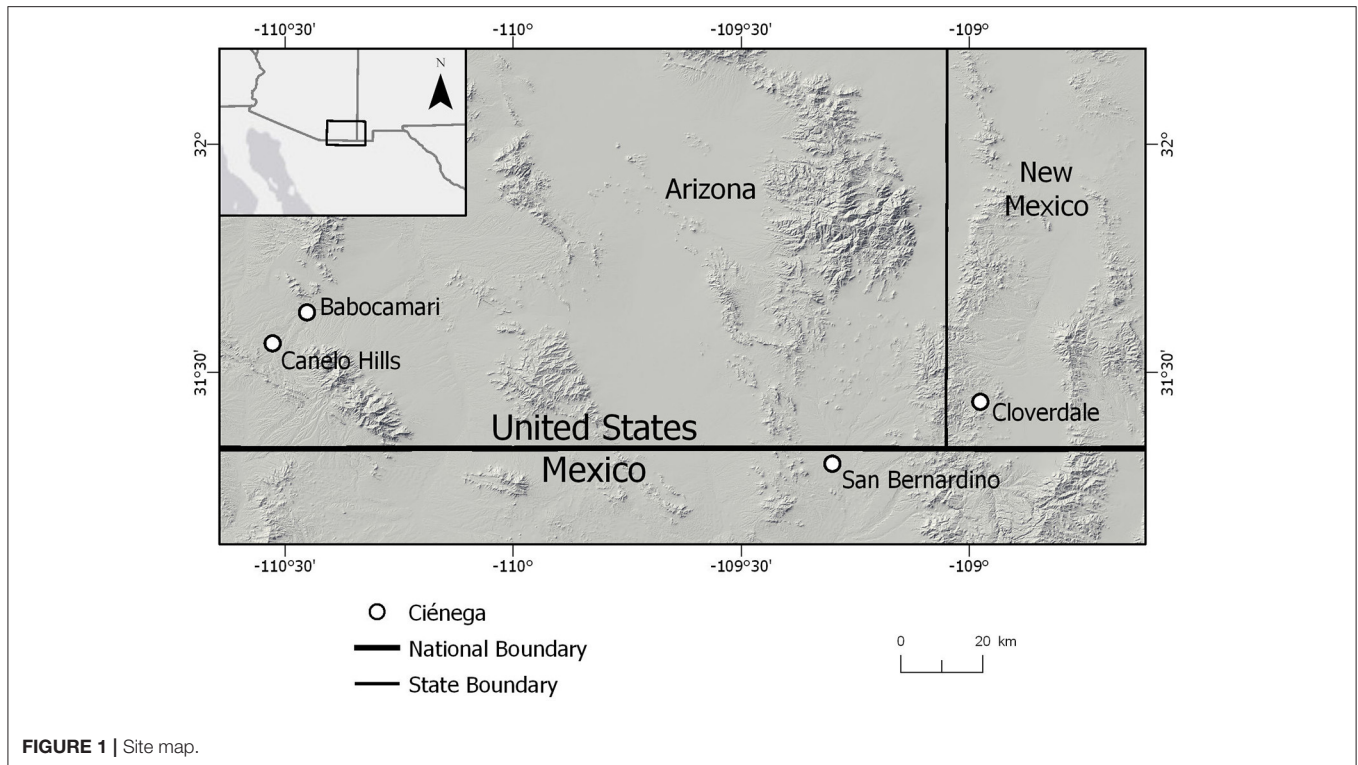 -110°30'
-110°
-109°30'
-109°
N
32°
32°
Arizona
New
Mexico
Babocamari
Canelo Hills
31°30'
31°30'
Cloverdale
United States
Mexico
San Bernardino
-110°30'
-110°
-109°30'
-109°
Ciénega
National Boundary
State Boundary
0 20 km
FIGURE 1 | Site map.